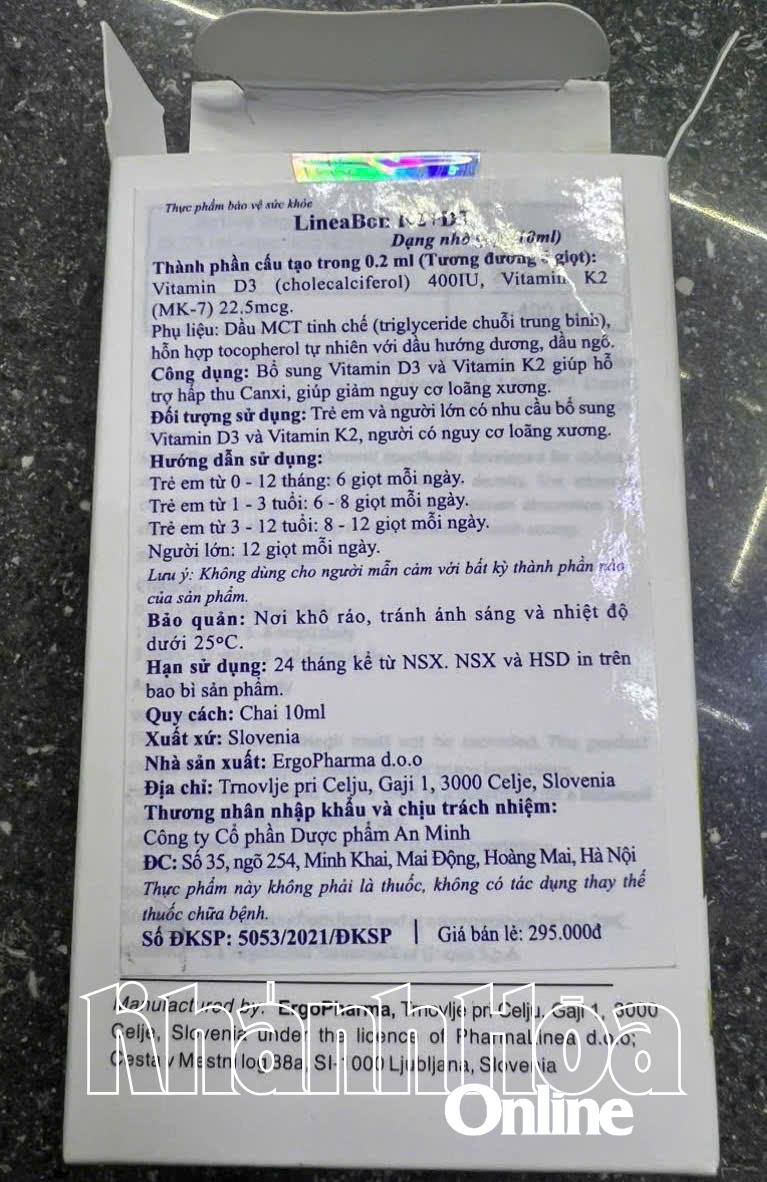 Thực phẩm bảo vệ sức khỏe
LineaBon K2+D3
Dạng nhỏ 10ml)
Thành phần cấu tạo trong 0.2 ml (Tương đương giọt):
Vitamin D3 (cholecalciferol) 400IU, Vitamin K2
(MK-7) 22.5mcg.
Phụ liệu: Dầu MCT tinh chế (triglyceride chuỗi trung bình),
hỗn hợp tocopherol tự nhiên với dầu hướng dương, dầu ngô.
Công dụng: Bổ sung Vitamin D3 và Vitamin K2 giúp hỗ
trợ hấp thu Canxi, giúp giảm nguy cơ loãng xương.
Đối tượng sử dụng: Trẻ em và người lớn có nhu cầu bổ sung
Vitamin D3 và Vitamin K2, người có nguy cơ loãng xương.
Hướng dẫn sử dụng:
Trẻ em từ 0 - 12 tháng: 6 giọt mỗi ngày.
Trẻ em từ 1 - 3 tuổi: 6 - 8 giọt mỗi ngày.
Trẻ em từ 3 - 12 tuổi: 8 - 12 giọt mỗi ngày.
Người lớn: 12 giọt mỗi ngày.
Lưu ý: Không dùng cho người mẫn cảm với bất kỳ thành phần nào
của sản phẩm.
Bảo quản: Nơi khô ráo, tránh ánh sáng và nhiệt độ
dưới 25°C.
Hạn sử dụng: 24 tháng kể từ NSX. NSX và HSD in trên
bao bì sản phẩm.
Quy cách: Chai 10ml
Xuất xứ: Slovenia
Nhà sản xuất: ErgoPharma d.o.o
Địa chỉ: Trnovlje pri Celju, Gaji 1, 3000 Celje, Slovenia
Thương nhân nhập khẩu và chịu trách nhiệm:
Công ty Cổ phần Dược phẩm An Minh
ĐC: Số 35, ngõ 254, Minh Khai, Mai Động, Hoàng Mai, Hà Nội
Thực phẩm này không phải là thuốc, không có tác dụng thay thế
thuốc chữa bệnh.
Số ĐKSP: 5053/2021/ĐKSP | Giá bán lẻ: 295.000đ
Manufactured by: ErgoPharma, Trnovlje pri Celju, Gaji 1, 3000
Celje, Slovenia under the licence of PharmaLinea d.o.o;
Cesta v Mestni log 38a, SI-1000 Ljubljana, Slovenia
Khánh Hòa
Online